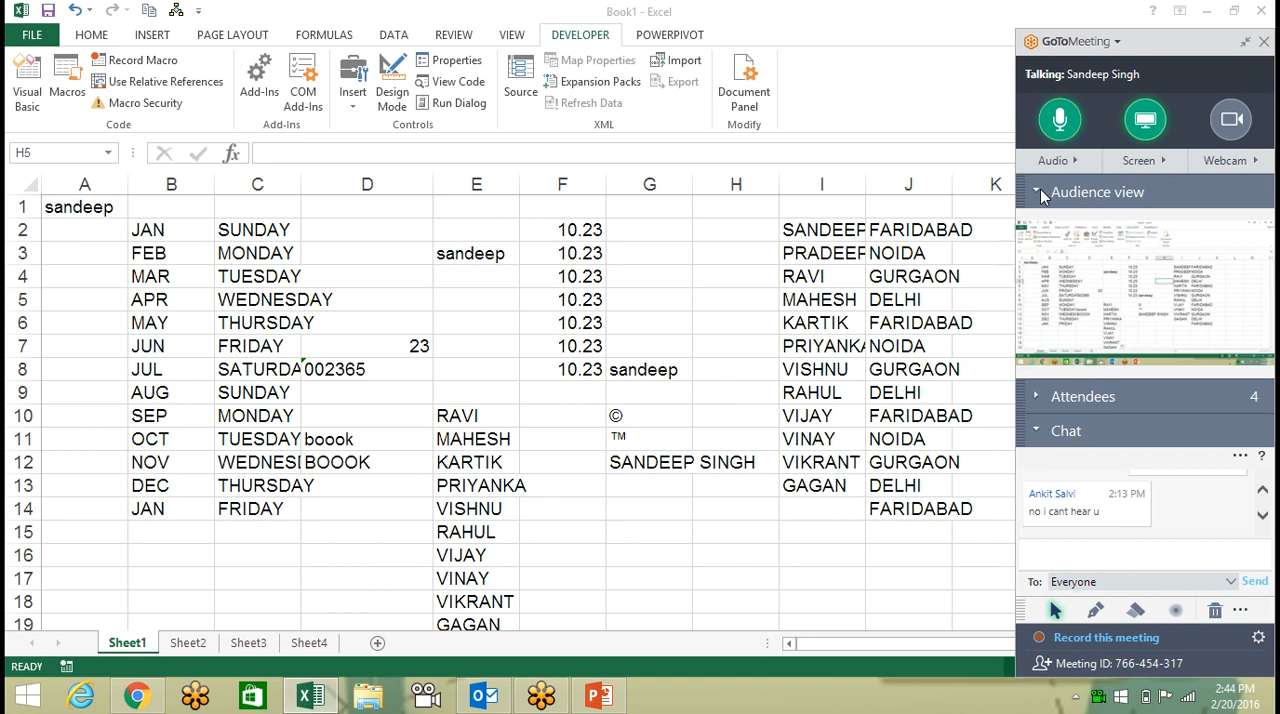 Book1 - Excel
FILE HOME INSERT PAGE LAYOUT FORMULAS DATA REVIEW VIEW DEVELOPER POWERPIVOT
Visual Basic
Macros
Record Macro
Use Relative References
Macro Security
Code
Add-Ins
COM Add-Ins
Add-Ins
Insert
Design Mode
Properties
View Code
Run Dialog
Controls
Source
Map Properties
Expansion Packs
Refresh Data
Import
Export
XML
Document Panel
Modify
H5
fx
A B C D E F G H I J K
1 sandeep
2 JAN SUNDAY 10.23 SANDEEP FARIDABAD
3 FEB MONDAY sandeep 10.23 PRADEEP NOIDA
4 MAR TUESDAY 10.23 RAVI GURGAON
5 APR WEDNESDAY 10.23 MAHESH DELHI
6 MAY THURSDAY 10.23 KARTIK FARIDABAD
7 JUN FRIDAY 23 10.23 PRIYANKA NOIDA
8 JUL SATURDA 002365 10.23 sandeep VISHNU GURGAON
9 AUG SUNDAY RAHUL DELHI
10 SEP MONDAY RAVI © VIJAY FARIDABAD
11 OCT TUESDAY boook MAHESH ™ VINAY NOIDA
12 NOV WEDNESI BOOOK KARTIK SANDEEP SINGH VIKRANT GURGAON
13 DEC THURSDAY PRIYANKA GAGAN DELHI
14 JAN FRIDAY VISHNU FARIDABAD
15 RAHUL
16 VIJAY
17 VINAY
18 VIKRANT
19 GAGAN
Sheet1 Sheet2 Sheet3 Sheet4
READY
GoToMeeting
Talking: Sandeep Singh
Audio Screen Webcam
Audience view
Attendees 4
Chat
Ankit Salvi 2:13 PM
no i cant hear u
To: Everyone Send
Record this meeting
Meeting ID: 766-454-317
2:44 PM
2/20/2016